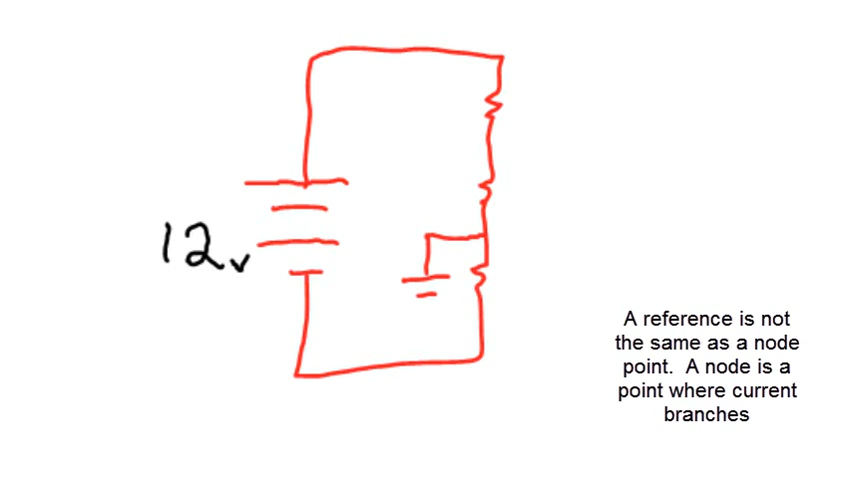 12v
A reference is not
the same as a node
point.  A node is a
point where current
branches